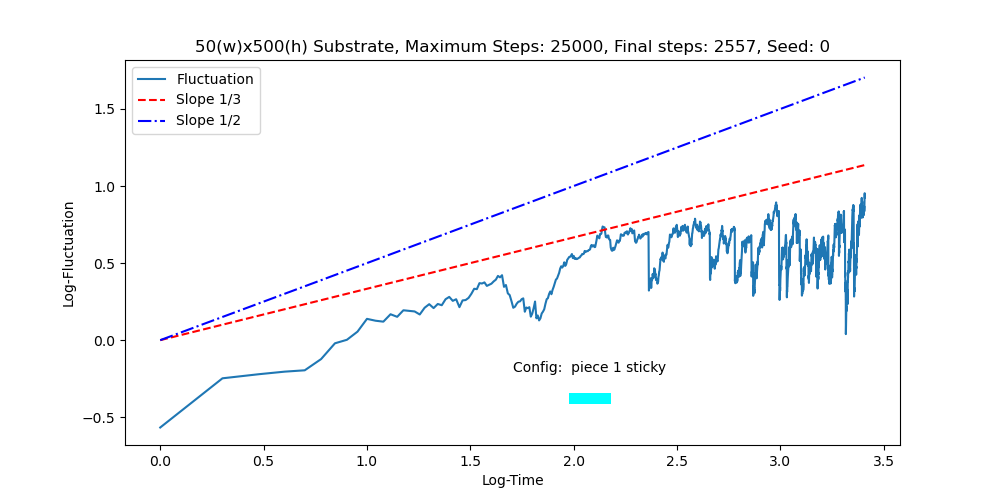 50(w)x500(h) Substrate, Maximum Steps: 25000, Final steps: 2557, Seed: 0
Fluctuation
Slope 1/3
Slope 1/2
1.5
1.0
0.5
0.0
−0.5
Log-Fluctuation
Config:  piece 1 sticky
0.0 0.5 1.0 1.5 2.0 2.5 3.0 3.5
Log-Time